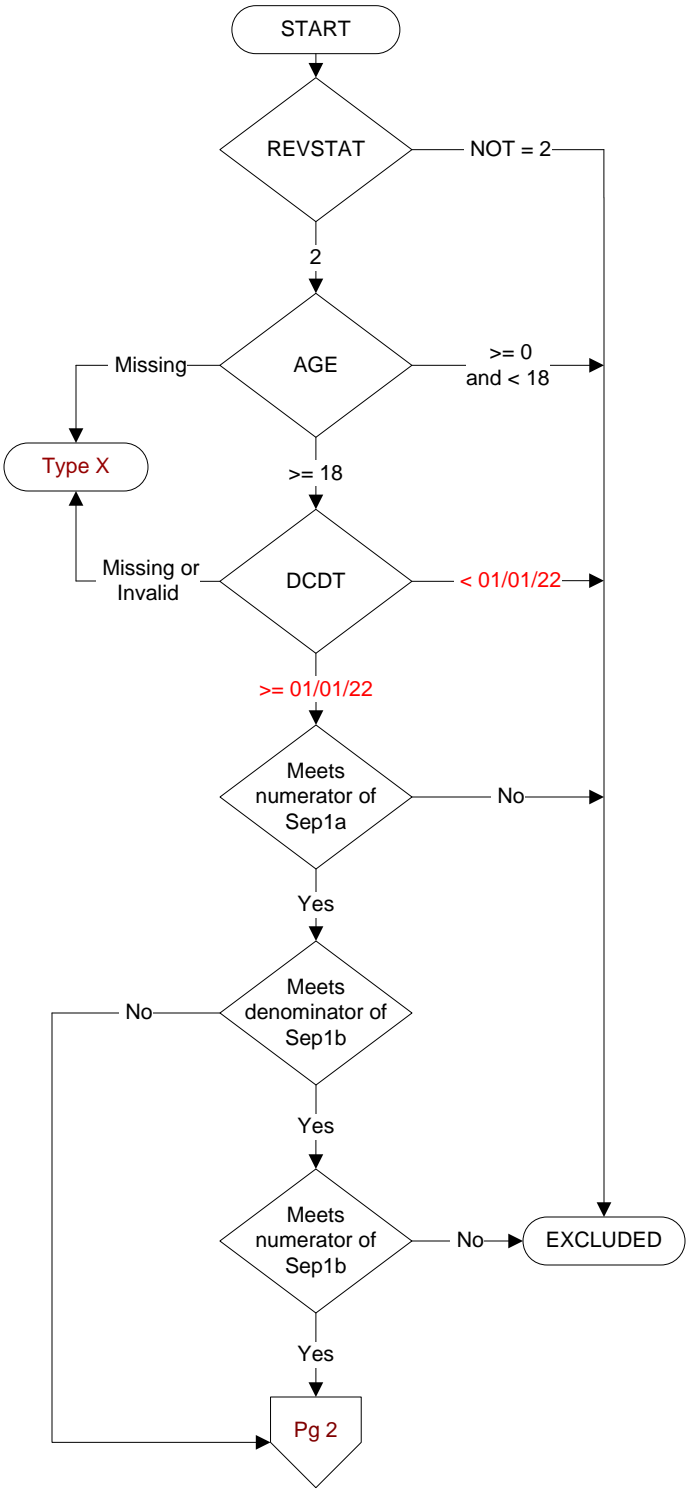 START
REVSTAT
NOT = 2
2
AGE
Missing
>= 0
and < 18
Type X
>= 18
DCDT
Missing or
Invalid
< 01/01/22
>= 01/01/22
Meets
numerator of
Sep1a
No
Yes
Meets
denominator of
Sep1b
No
Yes
Meets
numerator of
Sep1b
No
EXCLUDED
Yes
Pg 2